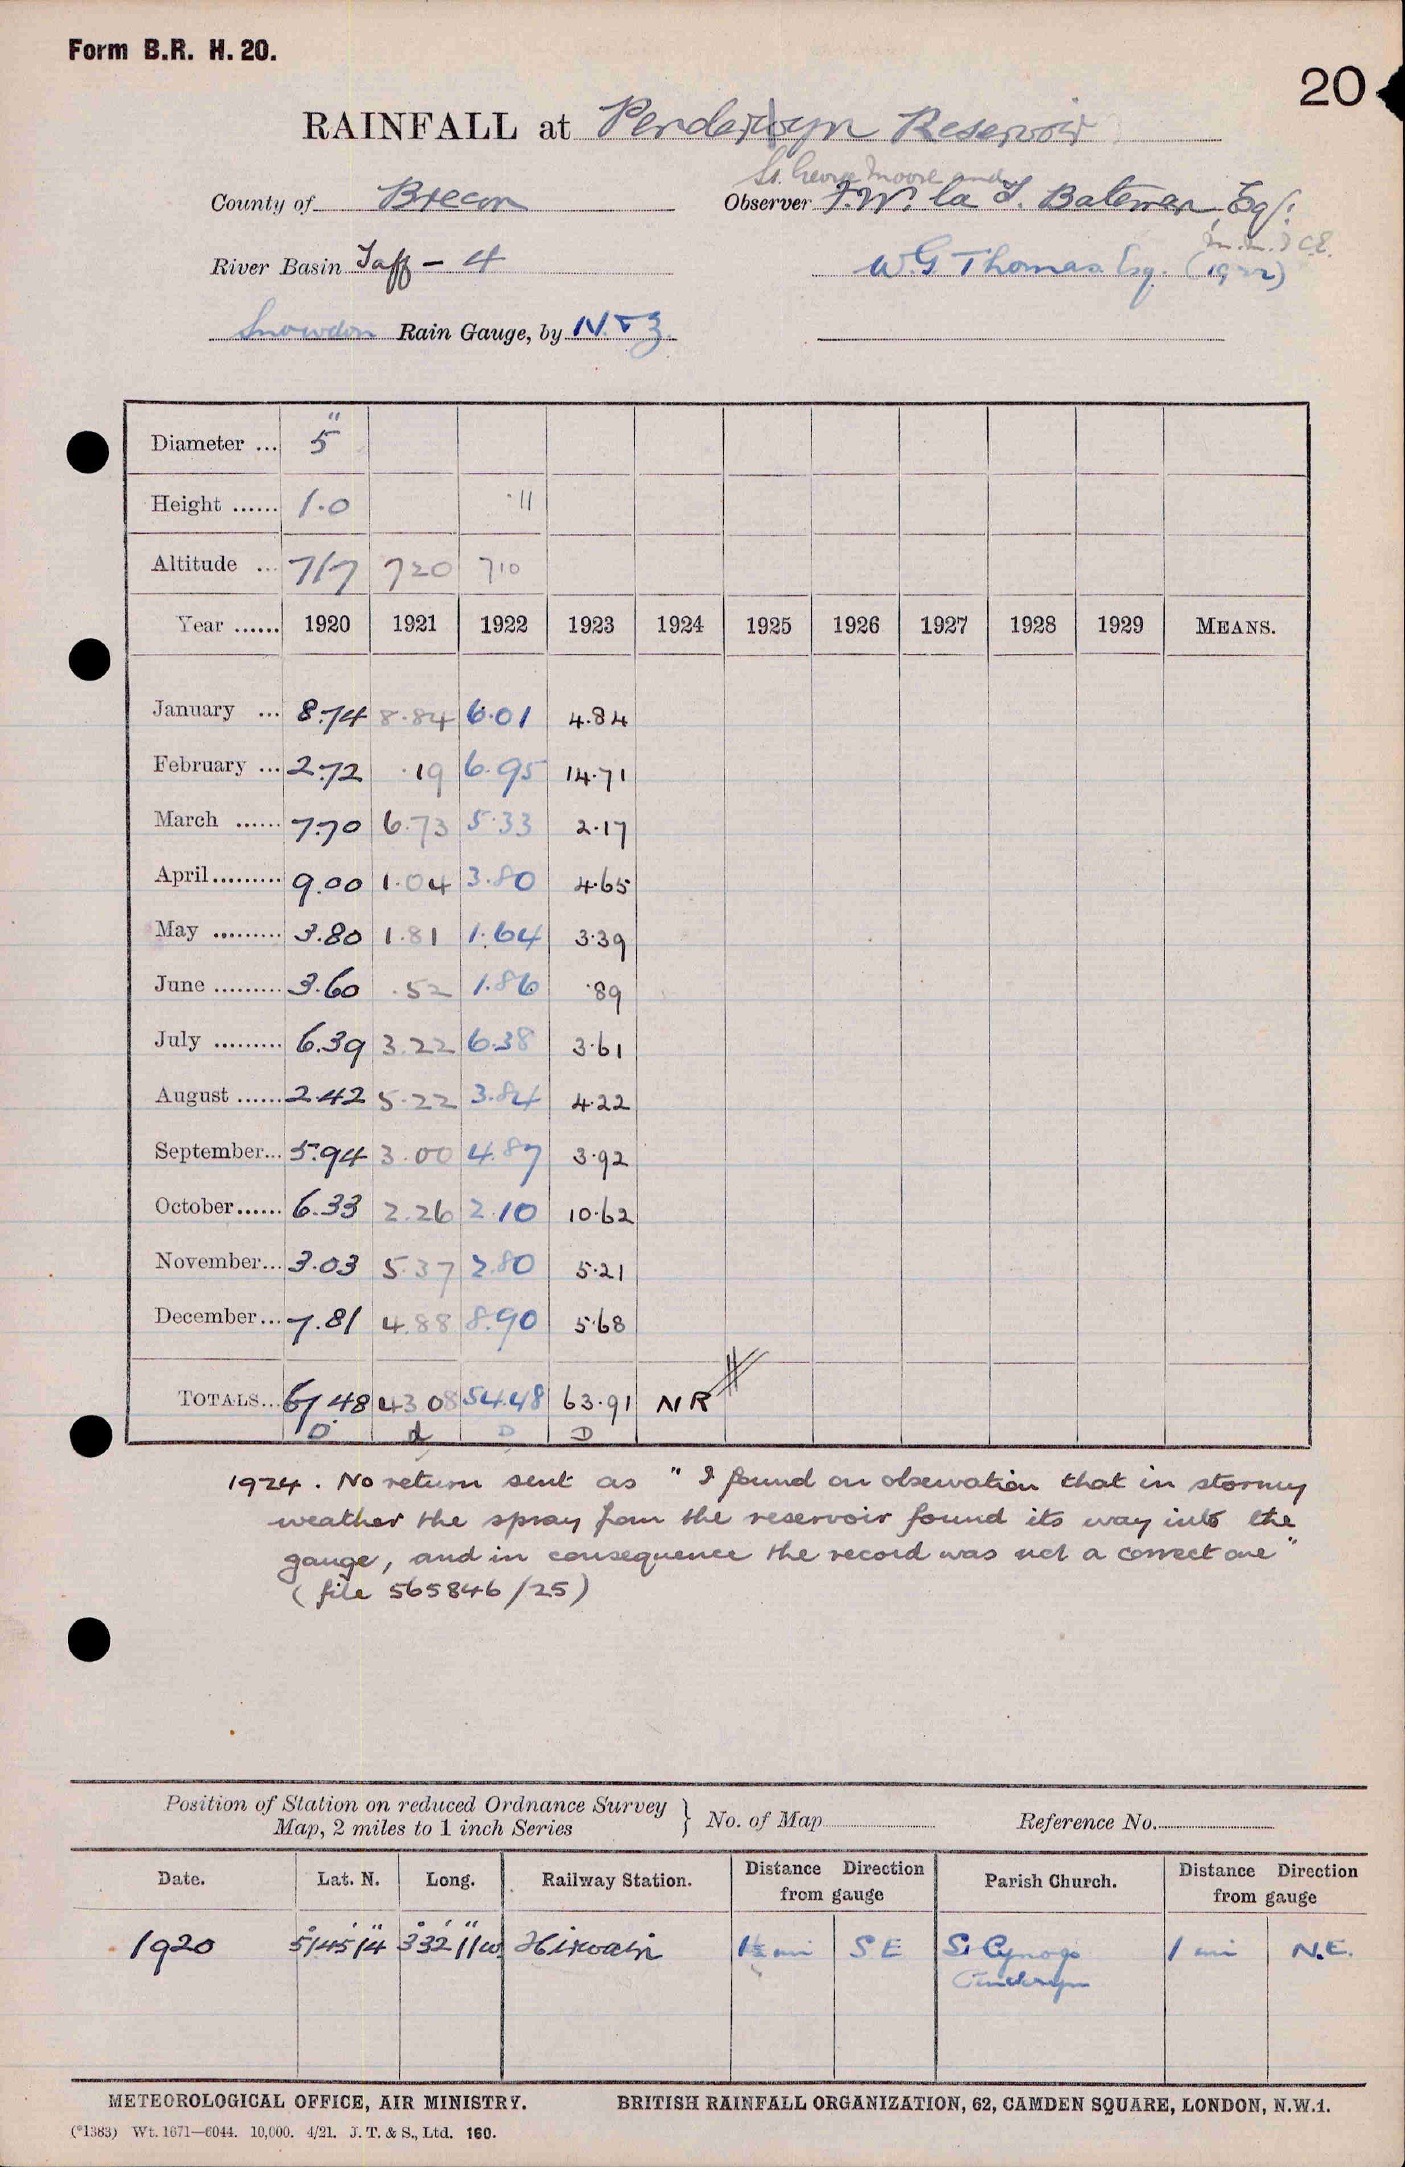 Form B.R. H. 20.
20
RAINFALL at Penderyn Reservoir
St. George Moore and
County of Brecon Observer F.W. la T. Bateman, Esq.
River Basin Taff - 4 W.G Thomas. Esq. (1922)
Snowdon Rain Gauge, by N & Z.
Diameter ... 5"
Height ...... 1.0 .11
Altitude ... 717 720 710
Year ...... 1920 1921 1922 1923 1924 1925 1926 1927 1928 1929 MEANS.
January ... 8.74 8.84 6.01 4.84
February ... 2.72 .19 6.95 14.71
March ...... 7.70 6.73 5.33 2.17
April......... 9.00 1.04 3.80 4.65
May ......... 3.80 1.81 1.64 3.39
June ......... 3.60 .52 1.86 .89
July ......... 6.39 3.22 6.38 3.61
August ...... 2.42 5.22 3.84 4.22
September... 5.94 3.00 4.87 3.92
October...... 6.33 2.26 2.10 10.62
November... 3.03 5.37 2.80 5.21
December... 7.81 4.88 8.90 5.68
TOTALS... 67 48 43 08 54.48 63.91 NR
D d D D
1924. No return sent as "I found on observation that in stormy
weather the spray from the reservoir found its way into the
gauge, and in consequence the record was not a correct one"
(file 565846/25)
Position of Station on reduced Ordnance Survey } No. of Map Reference No.
Map, 2 miles to 1 inch Series
Date. Lat. N. Long. Railway Station. Distance Direction Parish Church. Distance Direction
from gauge from gauge
1920 51° 45' 14" 3° 32' 11" W Hirwain 1½ mi S E St Cynogs 1 mi N.E.
Penderyn
METEOROLOGICAL OFFICE, AIR MINISTRY. BRITISH RAINFALL ORGANIZATION, 62, CAMDEN SQUARE, LONDON, N.W.1.
(*1383) Wt. 1671—6044. 10,000. 4/21. J. T. & S., Ltd. 160.